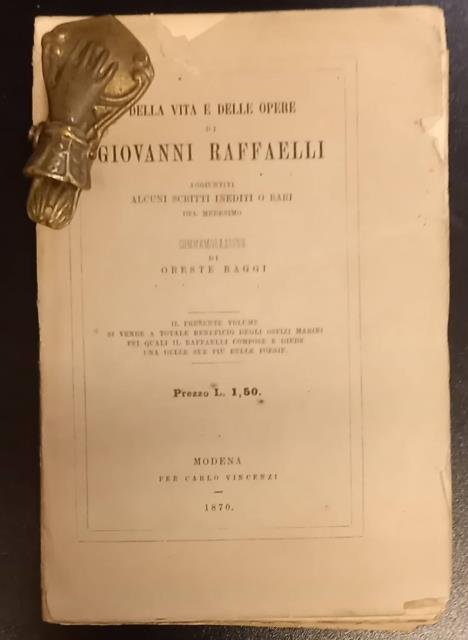 DELLA VITA E DELLE OPERE
DI
GIOVANNI RAFFAELLI
AGGIUNTIVI
ALCUNI SCRITTI INEDITI O RARI
DEL MEDESIMO
DI
ORESTE RAGGI
IL PRESENTE VOLUME
SI VENDE A TOTALE BENEFICIO DEGLI OSPIZI MARINI
PEI QUALI IL RAFFAELLI COMPOSE E DIEDE
UNA DELLE SUE PIÙ BELLE POESIE.
Prezzo L. 1,50.
MODENA
PER CARLO VINCENZI
1870.